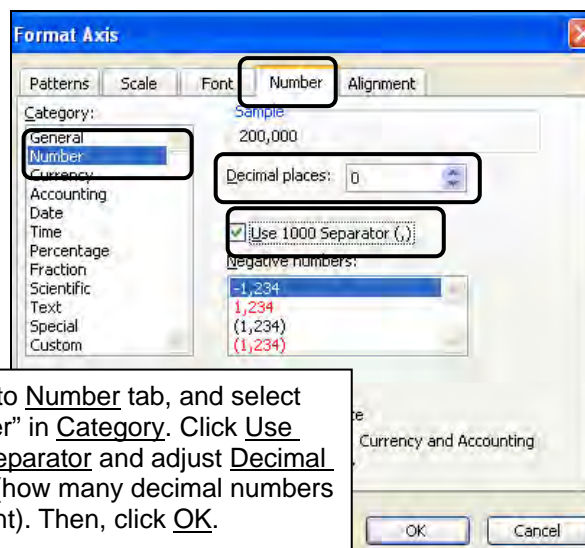 Format Axis
Patterns Scale Font Number Alignment
Category:
General
Number
Currency
Accounting
Date
Time
Percentage
Fraction
Scientific
Text
Special
Custom
Sample
200,000
Decimal places: 0
Use 1000 Separator (,)
Negative numbers:
-1,234
1,234
(1,234)
(1,234)
Currency and Accounting
to Number tab, and select
er” in Category. Click Use
eparator and adjust Decimal
(how many decimal numbers
nt). Then, click OK.
OK Cancel